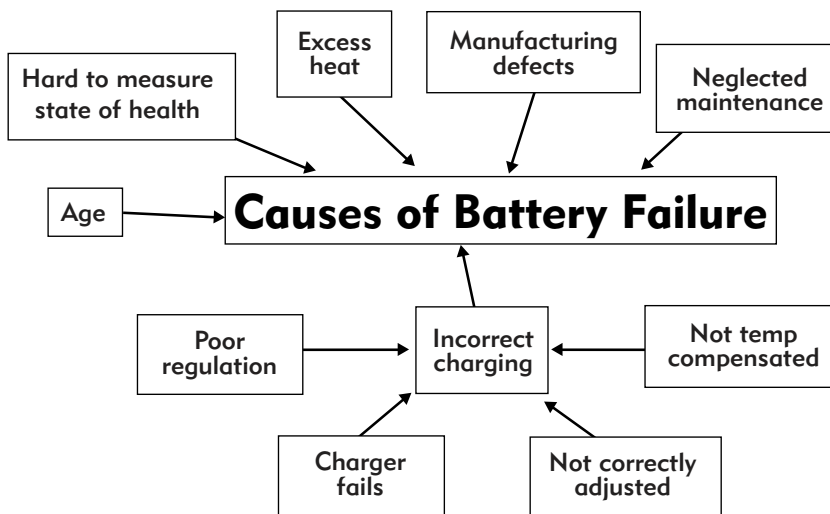 Excess
heat
Manufacturing
defects
Hard to measure
state of health
Neglected
maintenance
Age
Causes of Battery Failure
Poor
regulation
Incorrect
charging
Not temp
compensated
Charger
fails
Not correctly
adjusted